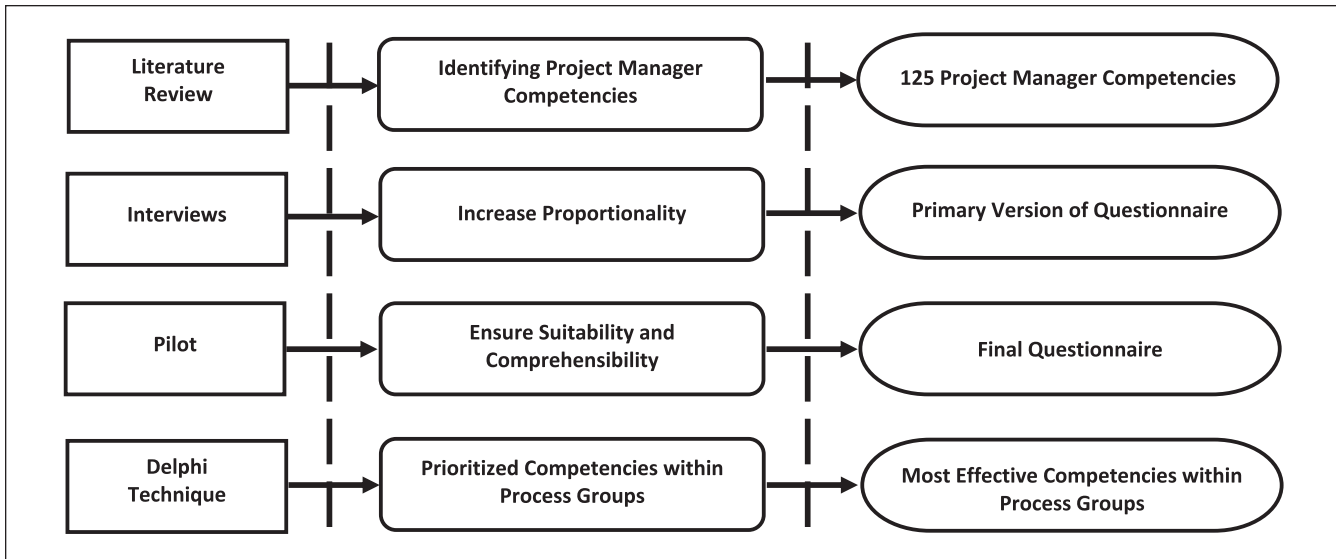 Literature
Review
Identifying Project Manager
Competencies
125 Project Manager Competencies
Interviews
Increase Proportionality
Primary Version of Questionnaire
Pilot
Ensure Suitability and
Comprehensibility
Final Questionnaire
Delphi
Technique
Prioritized Competencies within
Process Groups
Most Effective Competencies within
Process Groups